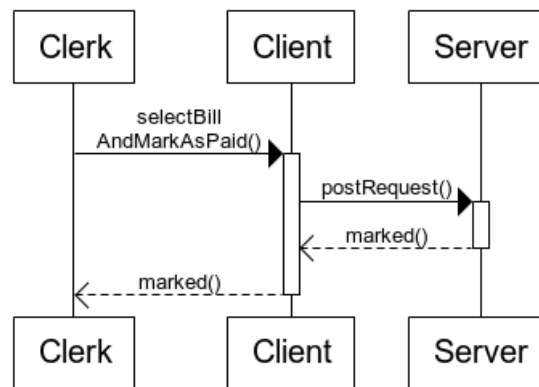 Clerk
Client
Server
selectBill
AndMarkAsPaid()
postRequest()
marked()
marked()
Clerk
Client
Server